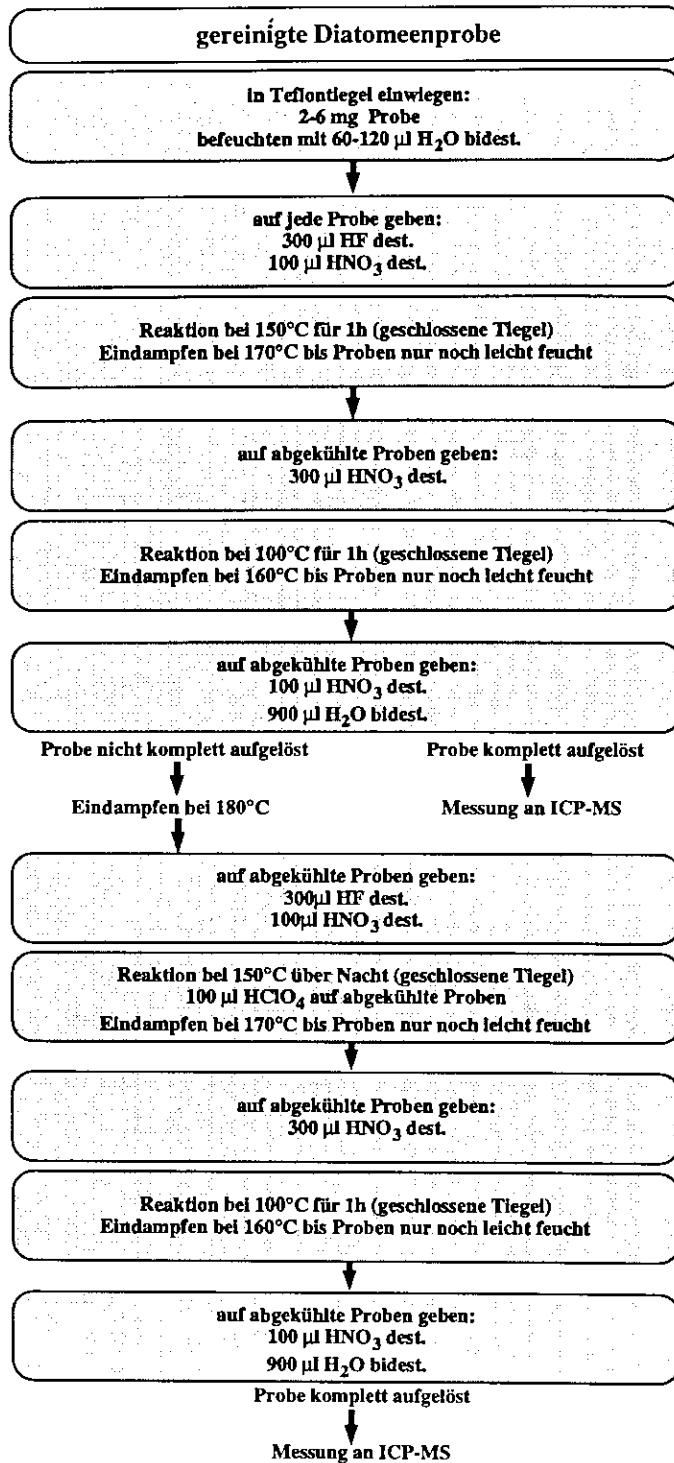 gereinigte Diatomeenprobe
in Teflontiegel einwiegen:
2-6 mg Probe
befeuchten mit 60-120 µl H₂O bidest.
auf jede Probe geben:
300 µl HF dest.
100 µl HNO₃ dest.
Reaktion bei 150°C für 1h (geschlossene Tiegel)
Eindampfen bei 170°C bis Proben nur noch leicht feucht
auf abgekühlte Proben geben:
300 µl HNO₃ dest.
Reaktion bei 100°C für 1h (geschlossene Tiegel)
Eindampfen bei 160°C bis Proben nur noch leicht feucht
auf abgekühlte Proben geben:
100 µl HNO₃ dest.
900 µl H₂O bidest.
Probe nicht komplett aufgelöst
Eindampfen bei 180°C
Probe komplett aufgelöst
Messung an ICP-MS
auf abgekühlte Proben geben:
300µl HF dest.
100µl HNO₃ dest.
Reaktion bei 150°C über Nacht (geschlossene Tiegel)
100 µl HClO₄ auf abgekühlte Proben
Eindampfen bei 170°C bis Proben nur noch leicht feucht
auf abgekühlte Proben geben:
300 µl HNO₃ dest.
Reaktion bei 100°C für 1h (geschlossene Tiegel)
Eindampfen bei 160°C bis Proben nur noch leicht feucht
auf abgekühlte Proben geben:
100 µl HNO₃ dest.
900 µl H₂O bidest.
Probe komplett aufgelöst
Messung an ICP-MS